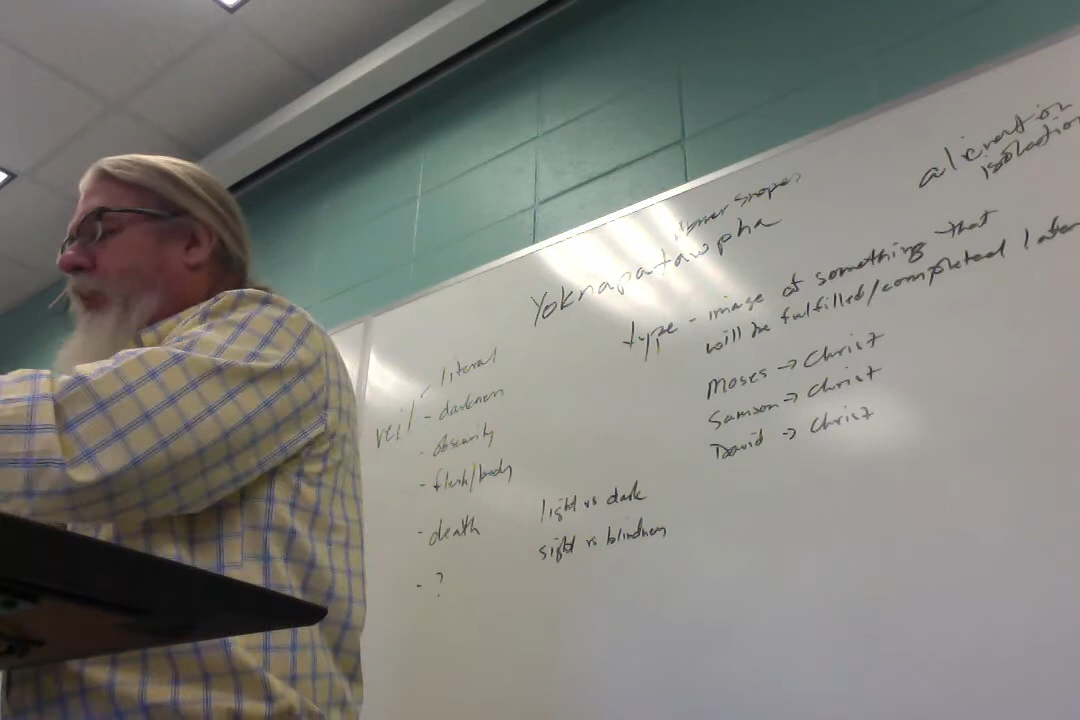 alienation
isolation
Abner Snopes
Yoknapatawpha
type - image of something that
will be fulfilled/completed later
Moses → Christ
Samson → Christ
David → Christ
veil - literal
- darkness
- obscurity
- flesh/body
- death
- ?
light vs dark
sight vs blindness